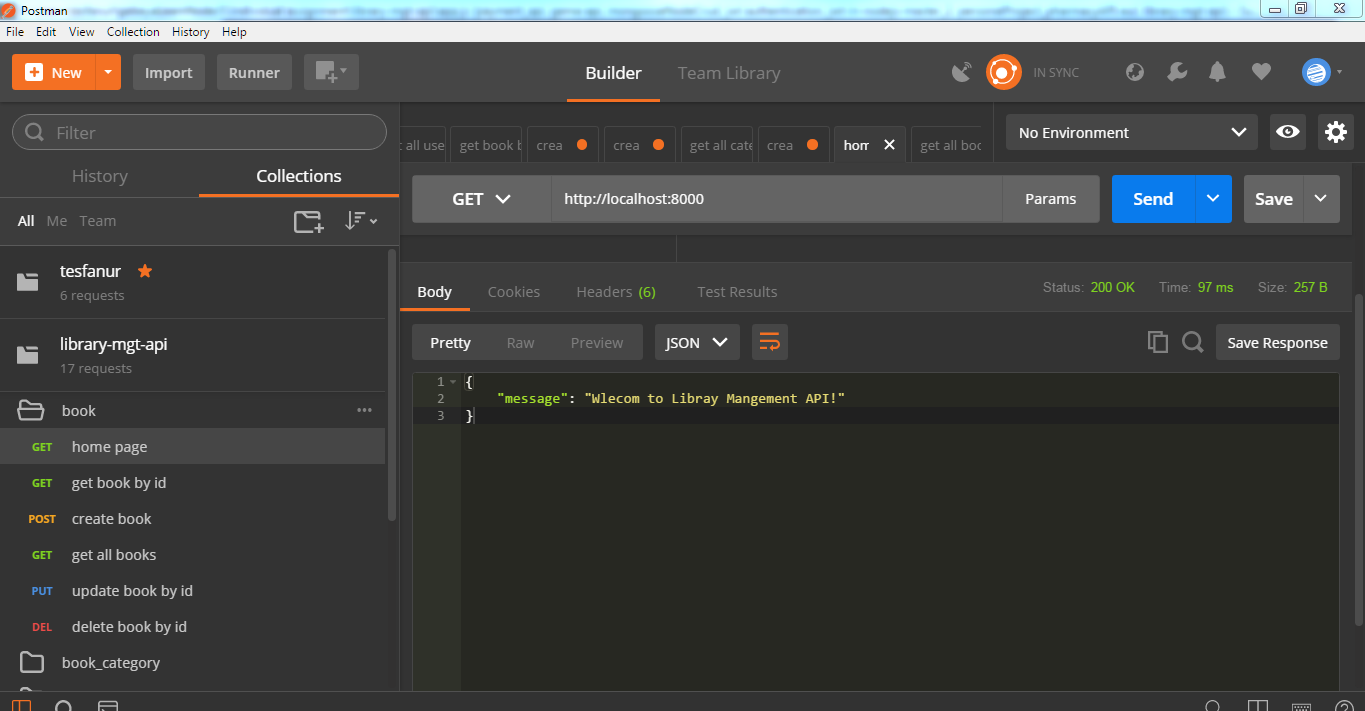 Postman
File Edit View Collection History Help
New Import Runner Builder Team Library IN SYNC
Filter
History Collections
All Me Team
tesfanur
6 requests
library-mgt-api
17 requests
book
GET home page
GET get book by id
POST create book
GET get all books
PUT update book by id
DEL delete book by id
book_category
t all use get book b crea crea get all cate crea hom get all boo
No Environment
GET http://localhost:8000 Params Send Save
Body Cookies Headers (6) Test Results Status: 200 OK Time: 97 ms Size: 257 B
Pretty Raw Preview JSON Save Response
1 {
2 "message": "Wlecom to Libray Mangement API!"
3 }